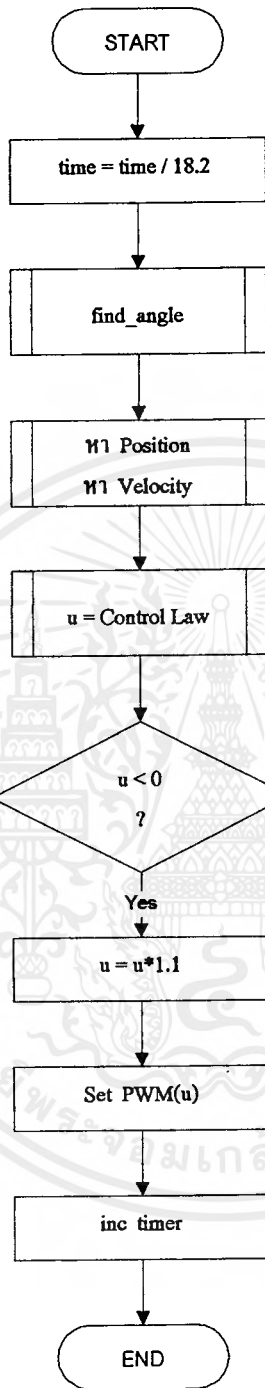 START
time = time / 18.2
find_angle
หา Position
หา Velocity
u = Control Law
u < 0
?
Yes
u = u*1.1
Set PWM(u)
inc timer
END